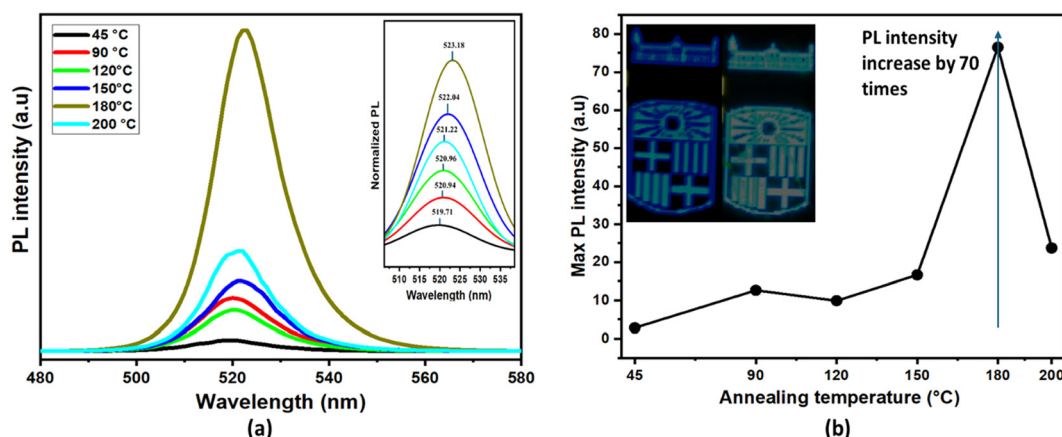 PL intensity (a.u)
45 °C
90 °C
120°C
150°C
180°C
200 °C
Normalized PL
523.18
522.04
521.22
520.96
520.94
519.71
510 515 520 525 530 535
Wavelength (nm)
480 500 520 540 560 580
Wavelength (nm)
(a)
Max PL intensity (a.u)
80
70
60
50
40
30
20
10
0
PL intensity
increase by 70
times
45 90 120 150 180 200
Annealing temperature (°C)
(b)